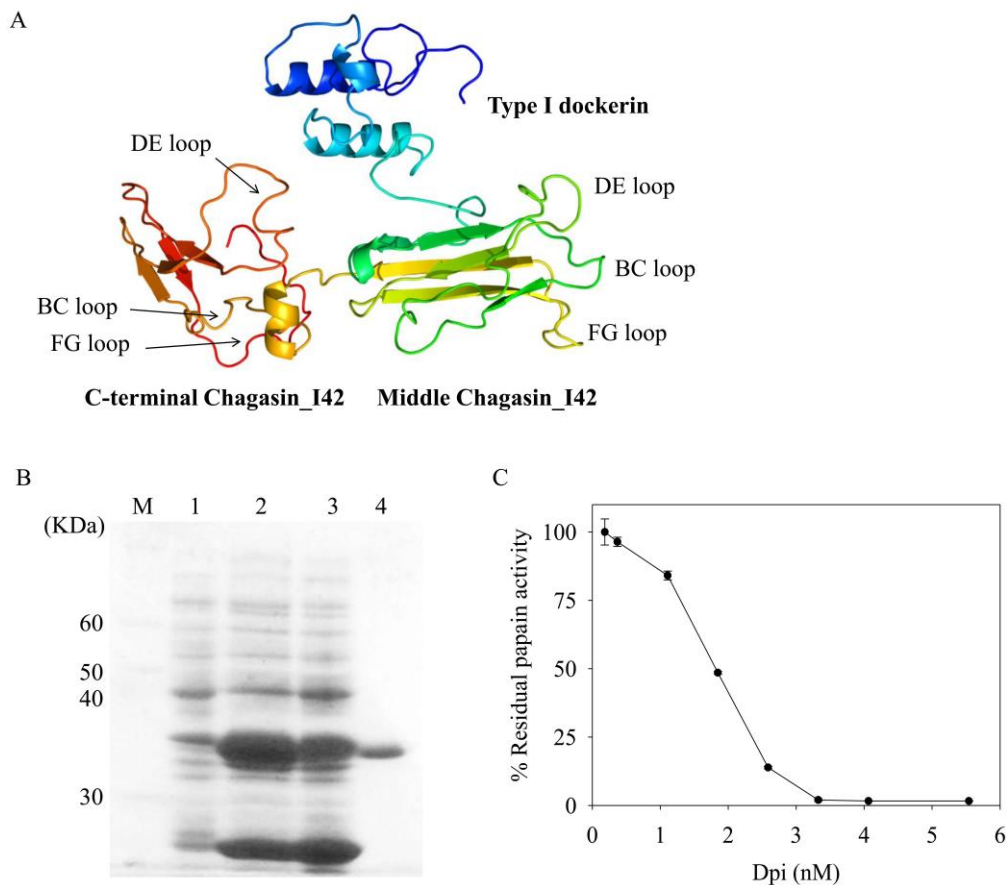 A
Type I dockerin
DE loop
DE loop
BC loop
BC loop
FG loop
FG loop
C-terminal Chagasin_I42 Middle Chagasin_I42
B
M 1 2 3 4
(KDa)
60
50
40
30
C
% Residual papain activity
100
75
50
25
0
0 1 2 3 4 5 6
Dpi (nM)